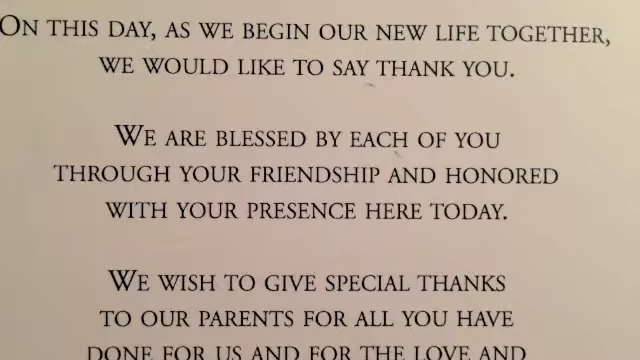 ON THIS DAY, AS WE BEGIN OUR NEW LIFE TOGETHER,
WE WOULD LIKE TO SAY THANK YOU.
WE ARE BLESSED BY EACH OF YOU
THROUGH YOUR FRIENDSHIP AND HONORED
WITH YOUR PRESENCE HERE TODAY.
WE WISH TO GIVE SPECIAL THANKS
TO OUR PARENTS FOR ALL YOU HAVE
DONE FOR US AND FOR THE LOVE AND